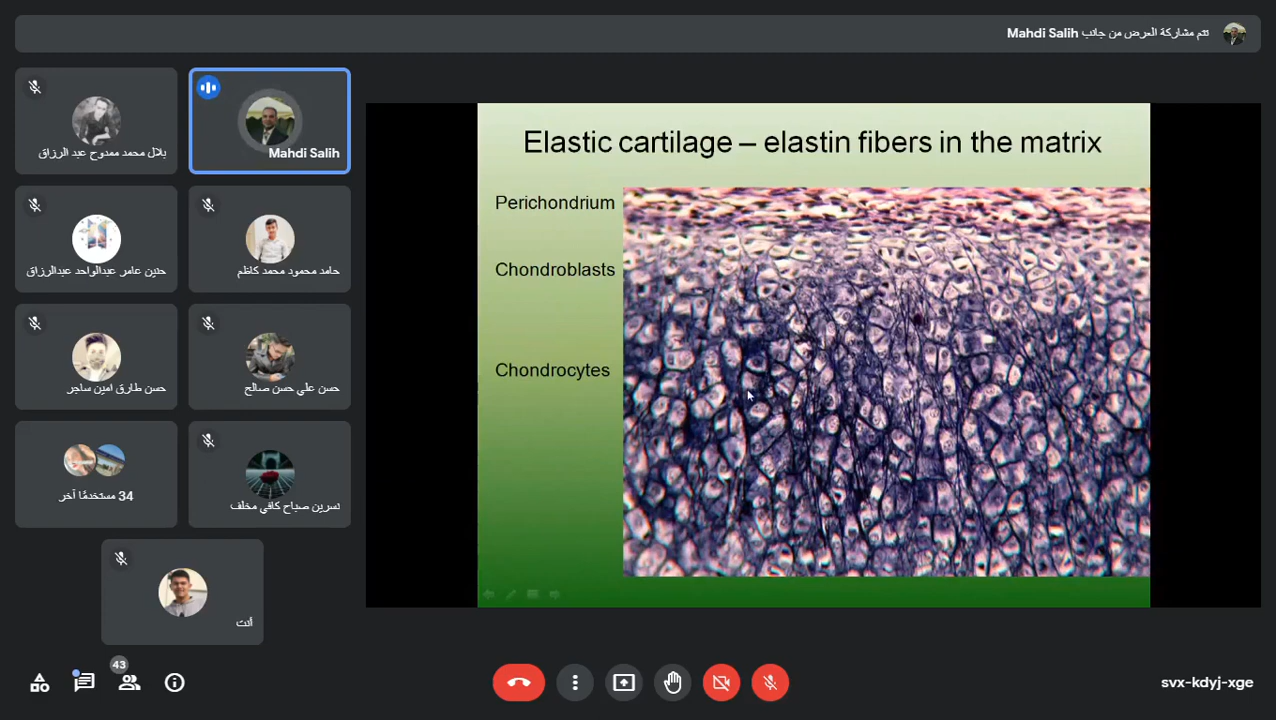 تتم مشاركة العرض من جانب Mahdi Salih
بلال محمد ممدوح عبد الرزاق
Mahdi Salih
حنين عامر عبدالواحد عبدالرزاق
حامد محمود محمد كاظم
حسن طارق امين ساجر
حسن علي حسن صالح
34 مستخدمًا آخر
نسرين صباح كافي مخلف
أنت
Elastic cartilage – elastin fibers in the matrix
Perichondrium
Chondroblasts
Chondrocytes
43
svx-kdyj-xge